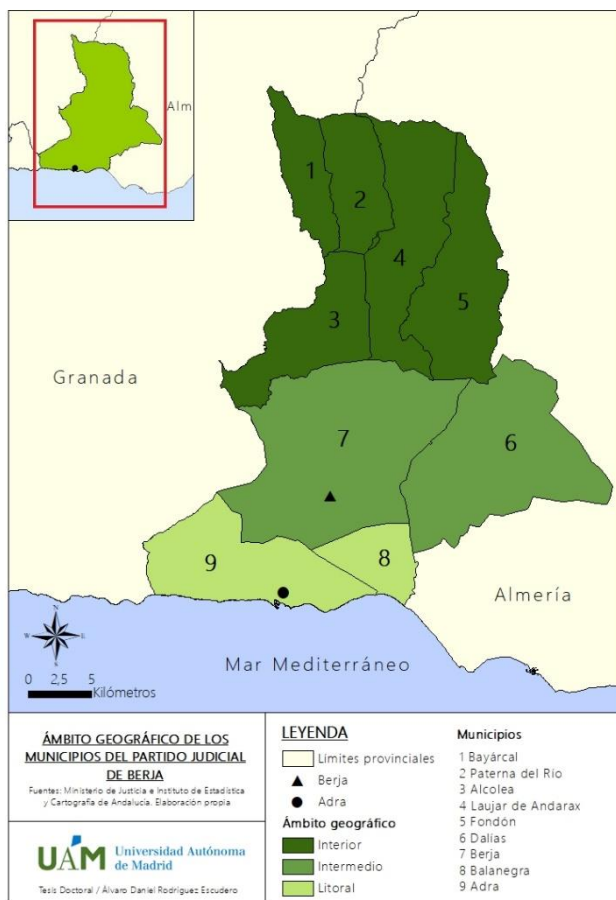 Alm
1
2
4
3
5
Granada
7
6
9
8
Almería
N
W
E
S
Mar Mediterráneo
0 2,5 5
Kilómetros
ÁMBITO GEOGRÁFICO DE LOS
MUNICIPIOS DEL PARTIDO JUDICIAL
DE BERJA
Fuentes: Ministerio de Justicia e Instituto de Estadística
y Cartografía de Andalucía. Elaboración propia
UAM Universidad Autónoma
de Madrid
Tesis Doctoral / Álvaro Daniel Rodríguez Escudero
LEYENDA
Limites provinciales
Berja
Adra
Ámbito geográfico
Interior
Intermedio
Litoral
Municipios
1 Bayárcal
2 Paterna del Río
3 Alcolea
4 Laujar de Andarax
5 Fondón
6 Dalías
7 Berja
8 Balanegra
9 Adra